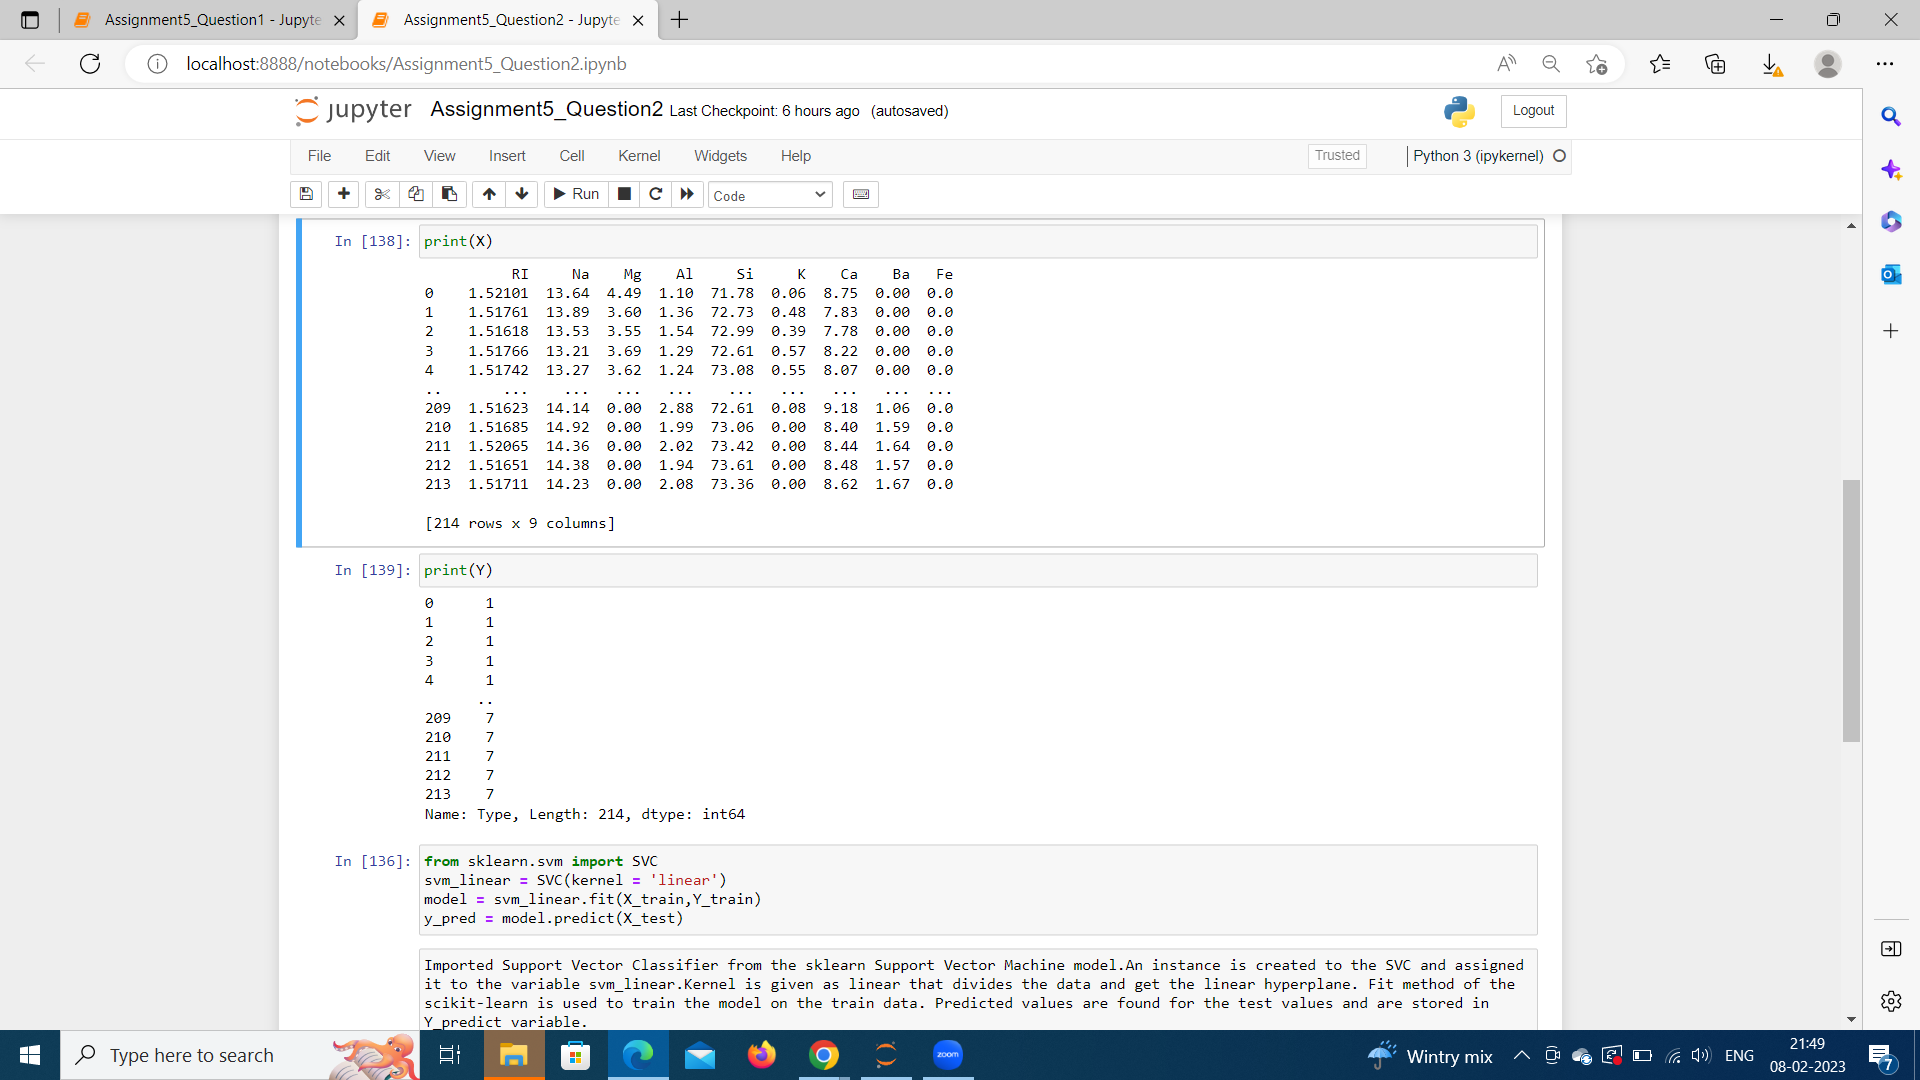 Assignment5_Question1 - Jupyte
Assignment5_Question2 - Jupyte
localhost:8888/notebooks/Assignment5_Question2.ipynb
jupyter Assignment5_Question2 Last Checkpoint: 6 hours ago (autosaved)
Logout
File Edit View Insert Cell Kernel Widgets Help
Trusted
Python 3 (ipykernel)
Run
Code
In [138]: print(X)
RI Na Mg Al Si K Ca Ba Fe
0 1.52101 13.64 4.49 1.10 71.78 0.06 8.75 0.00 0.0
1 1.51761 13.89 3.60 1.36 72.73 0.48 7.83 0.00 0.0
2 1.51618 13.53 3.55 1.54 72.99 0.39 7.78 0.00 0.0
3 1.51766 13.21 3.69 1.29 72.61 0.57 8.22 0.00 0.0
4 1.51742 13.27 3.62 1.24 73.08 0.55 8.07 0.00 0.0
.. ... ... ... ... ... ... ... ... ...
209 1.51623 14.14 0.00 2.88 72.61 0.08 9.18 1.06 0.0
210 1.51685 14.92 0.00 1.99 73.06 0.00 8.40 1.59 0.0
211 1.52065 14.36 0.00 2.02 73.42 0.00 8.44 1.64 0.0
212 1.51651 14.38 0.00 1.94 73.61 0.00 8.48 1.57 0.0
213 1.51711 14.23 0.00 2.08 73.36 0.00 8.62 1.67 0.0
[214 rows x 9 columns]
In [139]: print(Y)
0 1
1 1
2 1
3 1
4 1
..
209 7
210 7
211 7
212 7
213 7
Name: Type, Length: 214, dtype: int64
In [136]: from sklearn.svm import SVC
svm_linear = SVC(kernel = 'linear')
model = svm_linear.fit(X_train,Y_train)
y_pred = model.predict(X_test)
Imported Support Vector Classifier from the sklearn Support Vector Machine model.An instance is created to the SVC and assigned
it to the variable svm_linear.Kernel is given as linear that divides the data and get the linear hyperplane. Fit method of the
scikit-learn is used to train the model on the train data. Predicted values are found for the test values and are stored in
Y_predict variable.
Type here to search
zoom
Wintry mix
ENG
21:49
08-02-2023
7